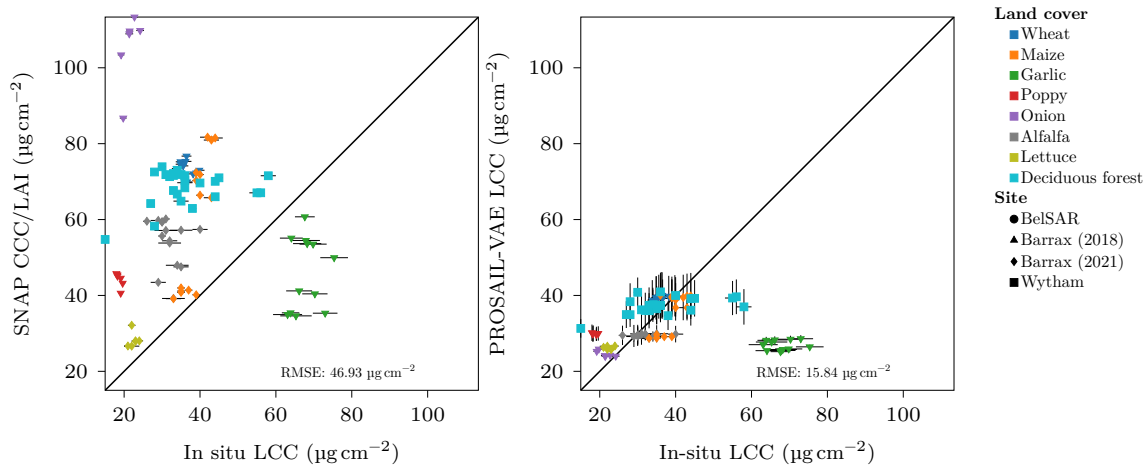 SNAP CCC/LAI (µg cm−2)
100
80
60
40
20
20 40 60 80 100
In situ LCC (µg cm−2)
RMSE: 46.93 µg cm−2
PROSAIL-VAE LCC (µg cm−2)
100
80
60
40
20
20 40 60 80 100
In-situ LCC (µg cm−2)
RMSE: 15.84 µg cm−2
Land cover
Wheat
Maize
Garlic
Poppy
Onion
Alfalfa
Lettuce
Deciduous forest
Site
BelSAR
Barrax (2018)
Barrax (2021)
Wytham